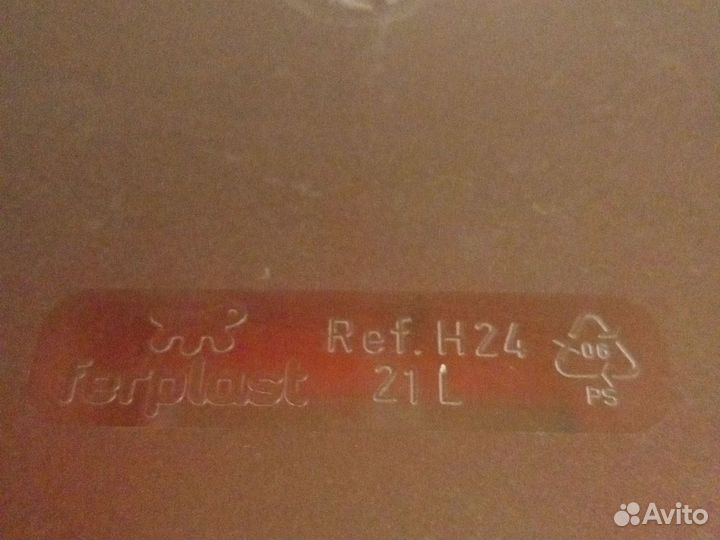 ferplast
Ref. H24
21 L
06
PS
Avito